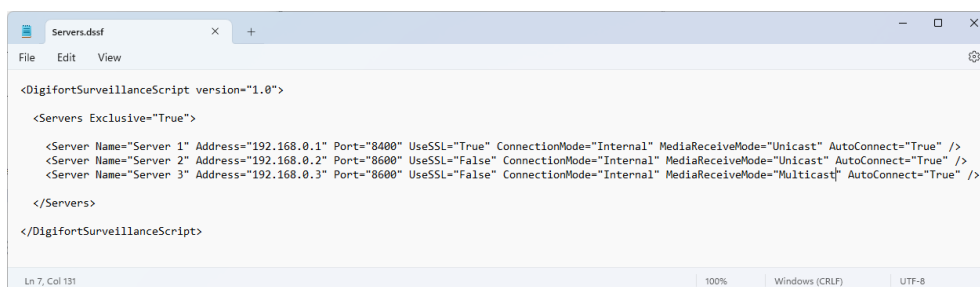 Servers.dssf
File Edit View
<DigifortSurveillanceScript version="1.0">
<Servers Exclusive="True">
<Server Name="Server 1" Address="192.168.0.1" Port="8400" UseSSL="True" ConnectionMode="Internal" MediaReceiveMode="Unicast" AutoConnect="True" />
<Server Name="Server 2" Address="192.168.0.2" Port="8600" UseSSL="False" ConnectionMode="Internal" MediaReceiveMode="Unicast" AutoConnect="True" />
<Server Name="Server 3" Address="192.168.0.3" Port="8600" UseSSL="False" ConnectionMode="Internal" MediaReceiveMode="Multicast" AutoConnect="True" />
</Servers>
</DigifortSurveillanceScript>
Ln 7, Col 131 100% Windows (CRLF) UTF-8